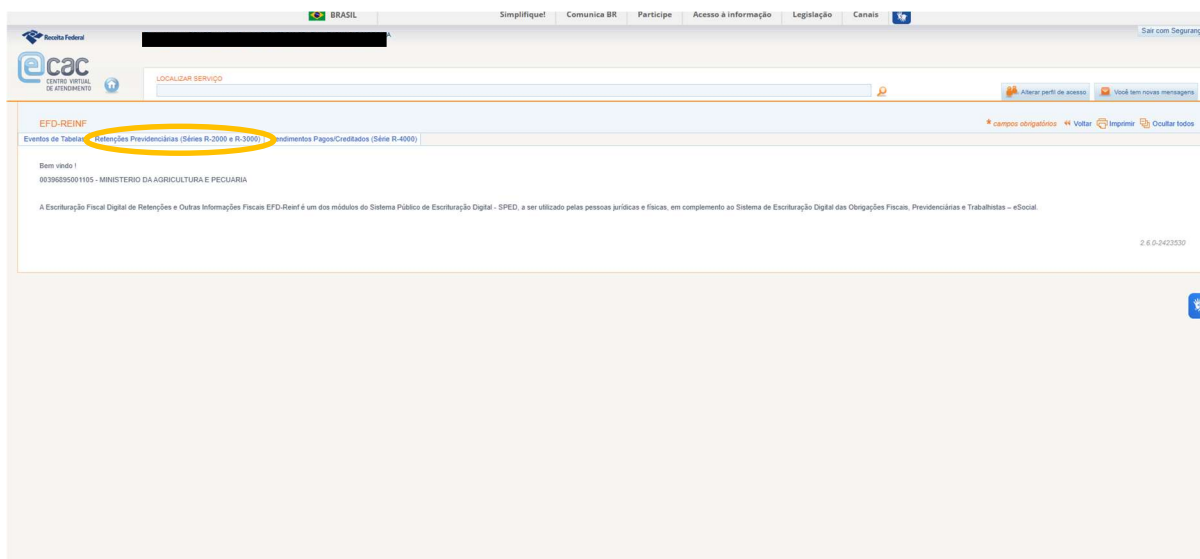 BRASIL Simplifique! Comunica BR Participe Acesso à informação Legislação Canais
Receita Federal A Sair com Seguranç
ecac
CENTRO VIRTUAL
DE ATENDIMENTO
LOCALIZAR SERVIÇO
Alterar perfil de acesso Você tem novas mensagens
EFD-REINF * campos obrigatórios Voltar Imprimir Ocultar todos
Eventos de Tabelas Retenções Previdenciárias (Séries R-2000 e R-3000) endimentos Pagos/Creditados (Série R-4000)
Bem vindo !
00396895001105 - MINISTERIO DA AGRICULTURA E PECUARIA
A Escrituração Fiscal Digital de Retenções e Outras Informações Fiscais EFD-Reinf é um dos módulos do Sistema Público de Escrituração Digital - SPED, a ser utilizado pelas pessoas jurídicas e físicas, em complemento ao Sistema de Escrituração Digital das Obrigações Fiscais, Previdenciárias e Trabalhistas – eSocial.
2.6.0-2423530